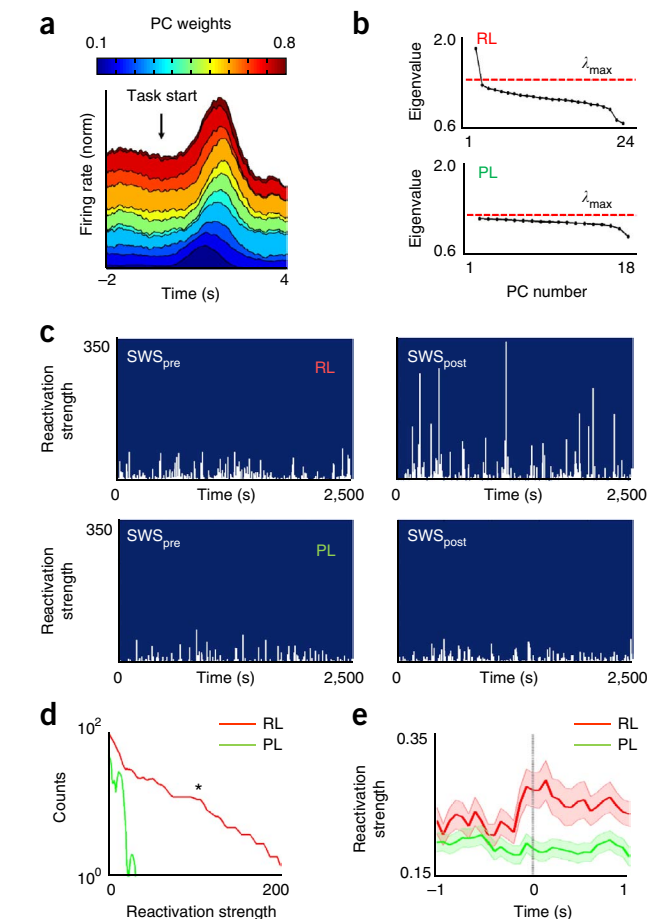 a
PC weights
0.1 0.8
Task start
Firing rate (norm)
−2 4
Time (s)
b
RL
2.0
λmax
Eigenvalue
0.6
1 24
PL
2.0
λmax
Eigenvalue
0.6
1 18
PC number
c
350
SWSpre
RL
Reactivation
strength
0 Time (s) 2,500
SWSpost
0 Time (s) 2,500
350
SWSpre
PL
Reactivation
strength
0 Time (s) 2,500
SWSpost
0 Time (s) 2,500
d
RL
PL
10²
Counts
*
10⁰
0 200
Reactivation strength
e
RL
PL
0.35
Reactivation
strength
0.15
−1 0 1
Time (s)